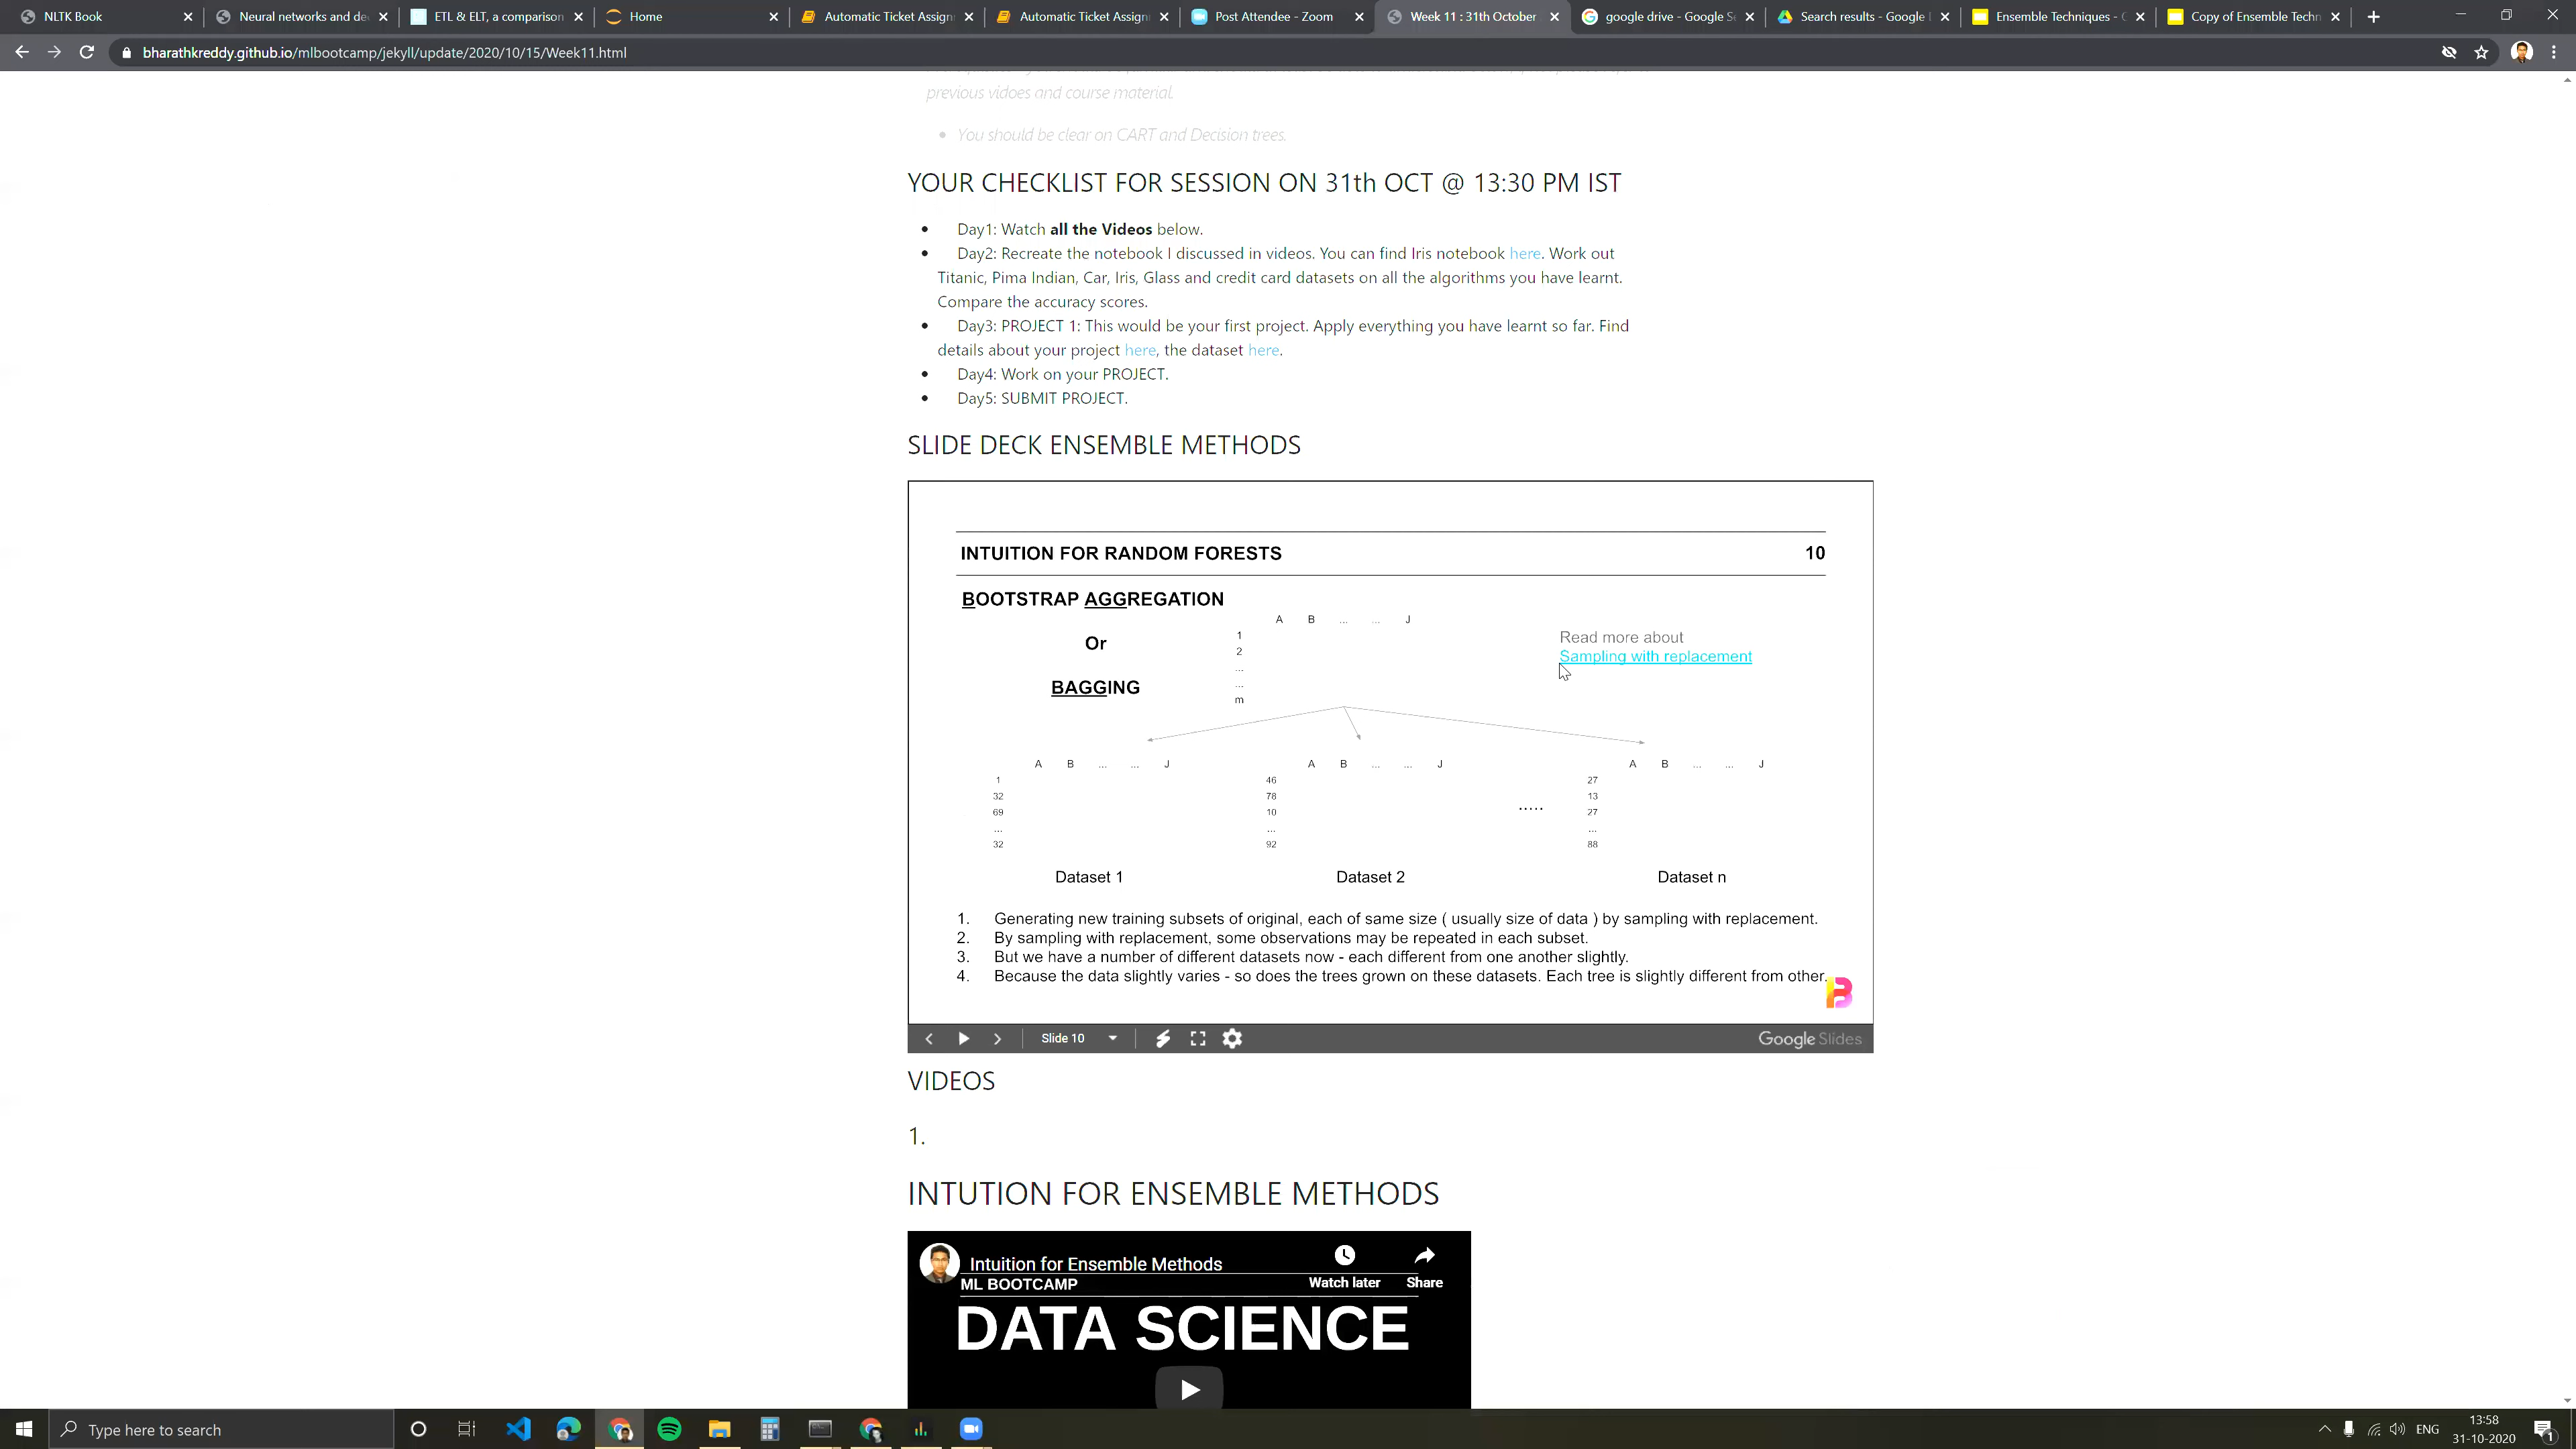 NLTK Book
Neural networks and de
ETL & ELT, a comparison
Home
Automatic Ticket Assign
Automatic Ticket Assign
Post Attendee - Zoom
Week 11 : 31th October
google drive - Google S
Search results - Google
Ensemble Techniques -
Copy of Ensemble Techn
bharathkreddy.github.io/mlbootcamp/jekyll/update/2020/10/15/Week11.html
previous vidoes and course material.
• You should be clear on CART and Decision trees.
YOUR CHECKLIST FOR SESSION ON 31th OCT @ 13:30 PM IST
• Day1: Watch all the Videos below.
• Day2: Recreate the notebook I discussed in videos. You can find Iris notebook here. Work out
Titanic, Pima Indian, Car, Iris, Glass and credit card datasets on all the algorithms you have learnt.
Compare the accuracy scores.
• Day3: PROJECT 1: This would be your first project. Apply everything you have learnt so far. Find
details about your project here, the dataset here.
• Day4: Work on your PROJECT.
• Day5: SUBMIT PROJECT.
SLIDE DECK ENSEMBLE METHODS
INTUITION FOR RANDOM FORESTS 10
BOOTSTRAP AGGREGATION
Or
BAGGING
A B ... ... J
1
2
...
...
m
Read more about
Sampling with replacement
A B ... ... J
1
32
69
...
32
Dataset 1
A B ... ... J
46
78
10
...
92
Dataset 2
.....
A B ... ... J
27
13
27
...
88
Dataset n
1. Generating new training subsets of original, each of same size ( usually size of data ) by sampling with replacement.
2. By sampling with replacement, some observations may be repeated in each subset.
3. But we have a number of different datasets now - each different from one another slightly.
4. Because the data slightly varies - so does the trees grown on these datasets. Each tree is slightly different from other.
Slide 10
Google Slides
VIDEOS
1.
INTUTION FOR ENSEMBLE METHODS
Intuition for Ensemble Methods
ML BOOTCAMP
Watch later
Share
DATA SCIENCE
Type here to search
ENG
13:58
31-10-2020
1